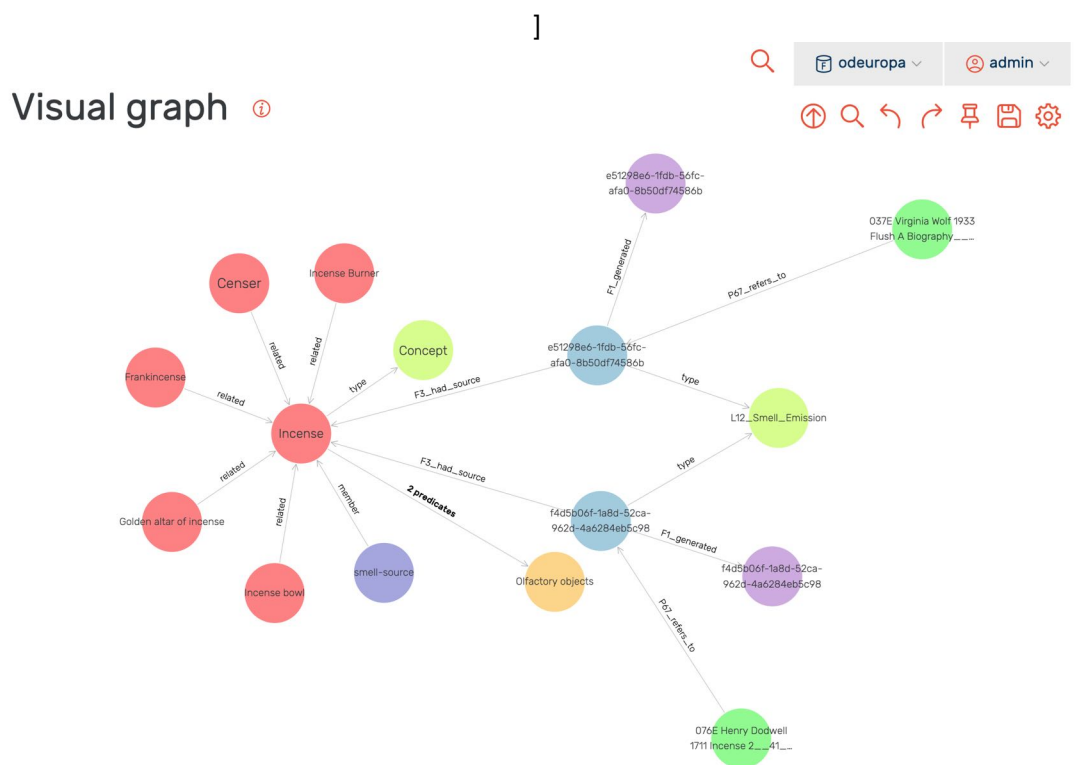 ]
odeuropa
admin
Visual graph
e51298e6-1fdb-56fc-
afa0-8b50df74586b
037E Virginia Wolf 1933
Flush A Biography__...
F1_generated
P67_refers_to
Censer
Incense Burner
related
related
Concept
type
e51298e6-1fdb-56fc-
afa0-8b50df74586b
F3_had_source
type
Frankincense
related
L12_Smell_Emission
Incense
F3_had_source
type
related
2 predicates
member
related
Golden altar of incense
f4d5b06f-1a8d-52ca-
962d-4a6284eb5c98
F1_generated
smell-source
Olfactory objects
f4d5b06f-1a8d-52ca-
962d-4a6284eb5c98
Incense bowl
P67_refers_to
076E Henry Dodwell
1711 Incense 2__41_...